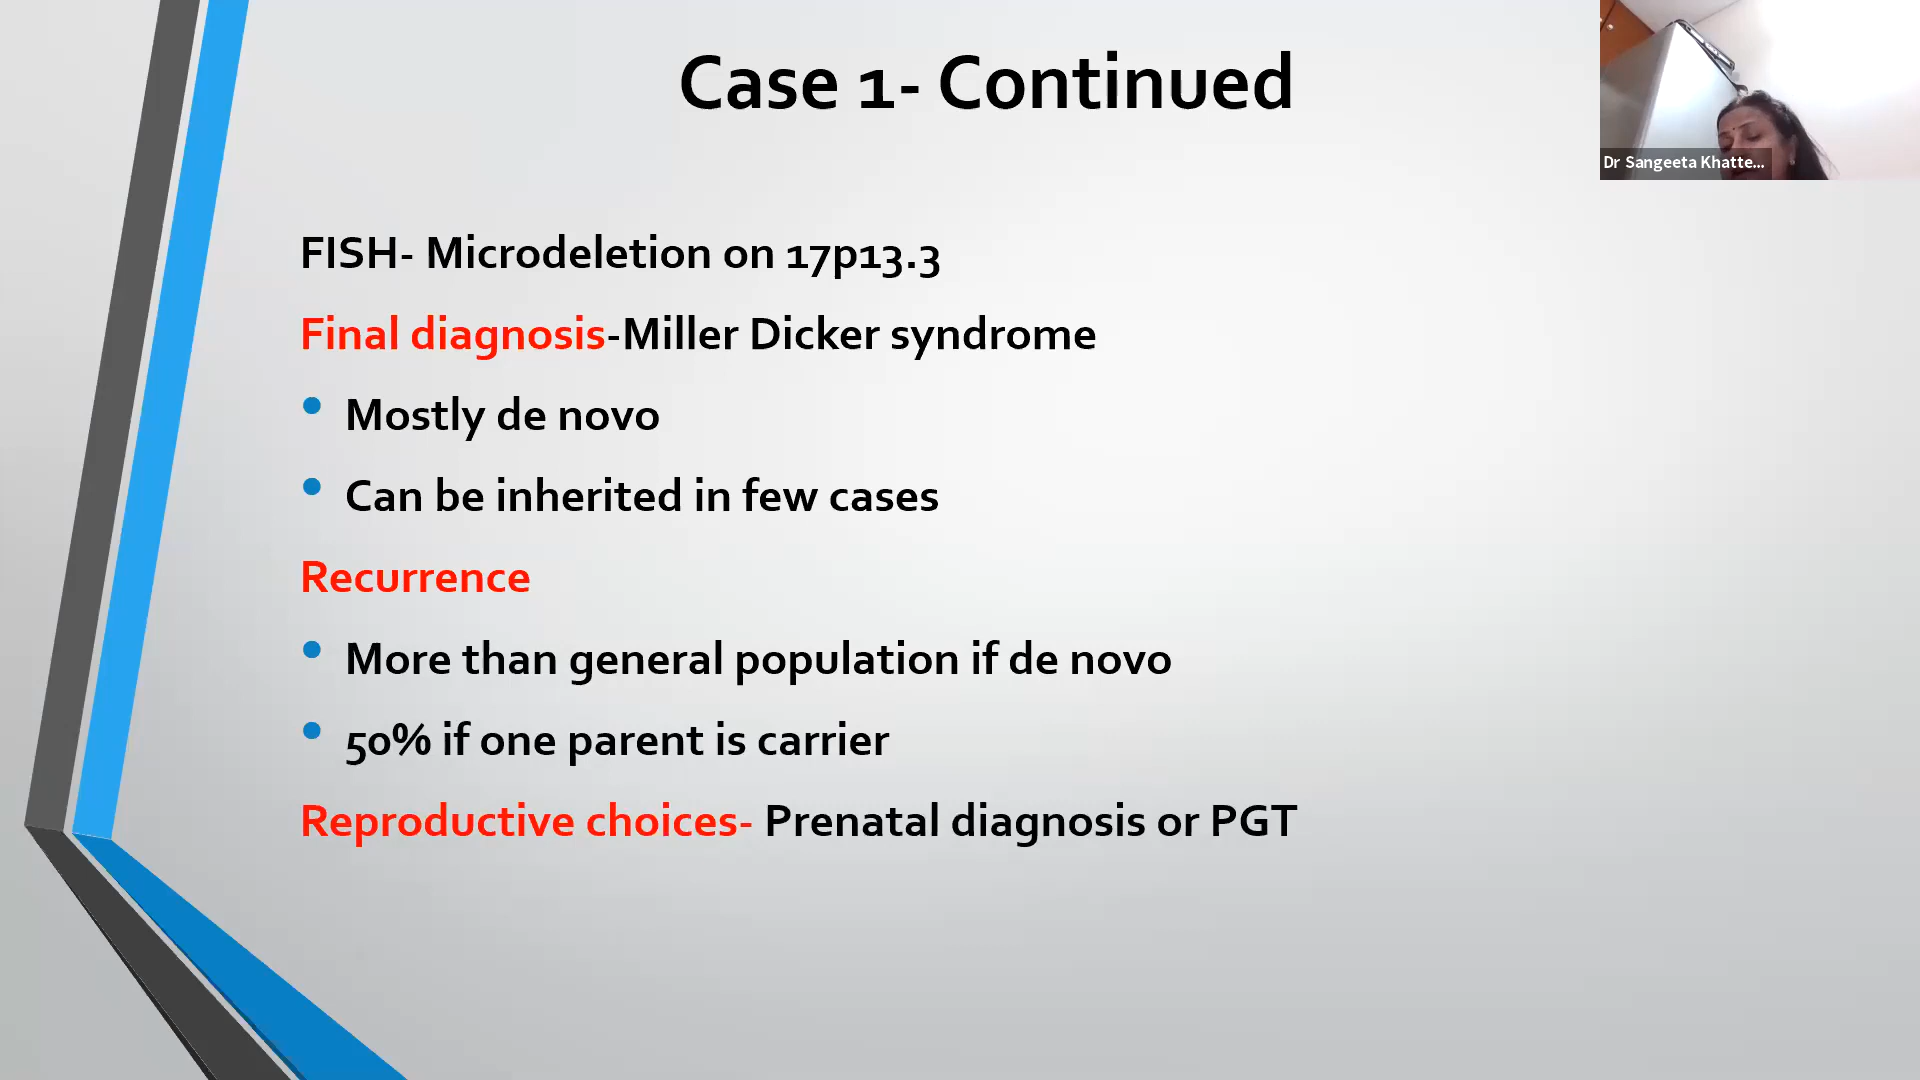 Case 1- Continued
Dr Sangeeta Khatte...
FISH- Microdeletion on 17p13.3
Final diagnosis-Miller Dicker syndrome
• Mostly de novo
• Can be inherited in few cases
Recurrence
• More than general population if de novo
• 50% if one parent is carrier
Reproductive choices- Prenatal diagnosis or PGT